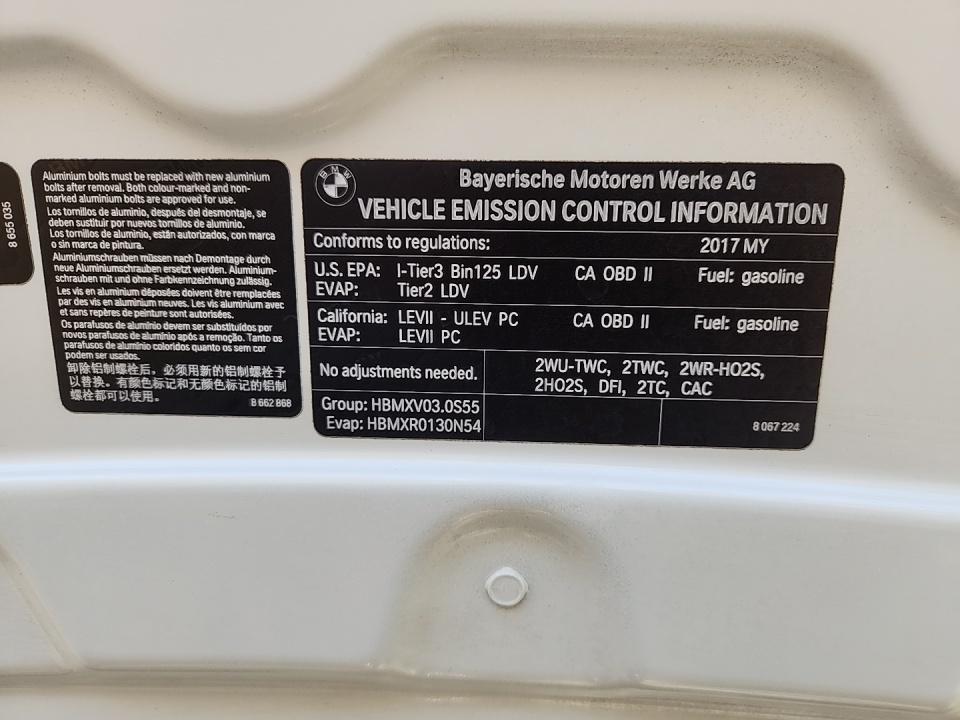 8 655 035
Aluminium bolts must be replaced with new aluminium
bolts after removal. Both colour-marked and non-
marked aluminium bolts are approved for use.
Los tornillos de aluminio, después del desmontaje, se
deben sustituir por nuevos tornillos de aluminio.
Los tornillos de aluminio, están autorizados, con marca
o sin marca de pintura.
Aluminiumschrauben müssen nach Demontage durch
neue Aluminiumschrauben ersetzt werden. Aluminium-
schrauben mit und ohne Farbkennzeichnung zulässig.
Les vis en aluminium déposées doivent être remplacées
par des vis en aluminium neuves. Les vis aluminium avec
et sans repères de peinture sont autorisées.
Os parafusos de alumínio devem ser substituídos por
novos parafusos de alumínio após a remoção. Tanto os
parafusos de alumínio coloridos quanto os sem cor
podem ser usados.
卸除铝制螺栓后，必须用新的铝制螺栓予
以替换。有颜色标记和无颜色标记的铝制
螺栓都可以使用。
8 662 868
BMW
Bayerische Motoren Werke AG
VEHICLE EMISSION CONTROL INFORMATION
Conforms to regulations: 2017 MY
U.S. EPA: I-Tier3 Bin125 LDV CA OBD II Fuel: gasoline
EVAP: Tier2 LDV
California: LEVII - ULEV PC CA OBD II Fuel: gasoline
EVAP: LEVII PC
No adjustments needed. 2WU-TWC, 2TWC, 2WR-HO2S,
2HO2S, DFI, 2TC, CAC
Group: HBMXV03.0S55
Evap: HBMXR0130N54
8 067 224